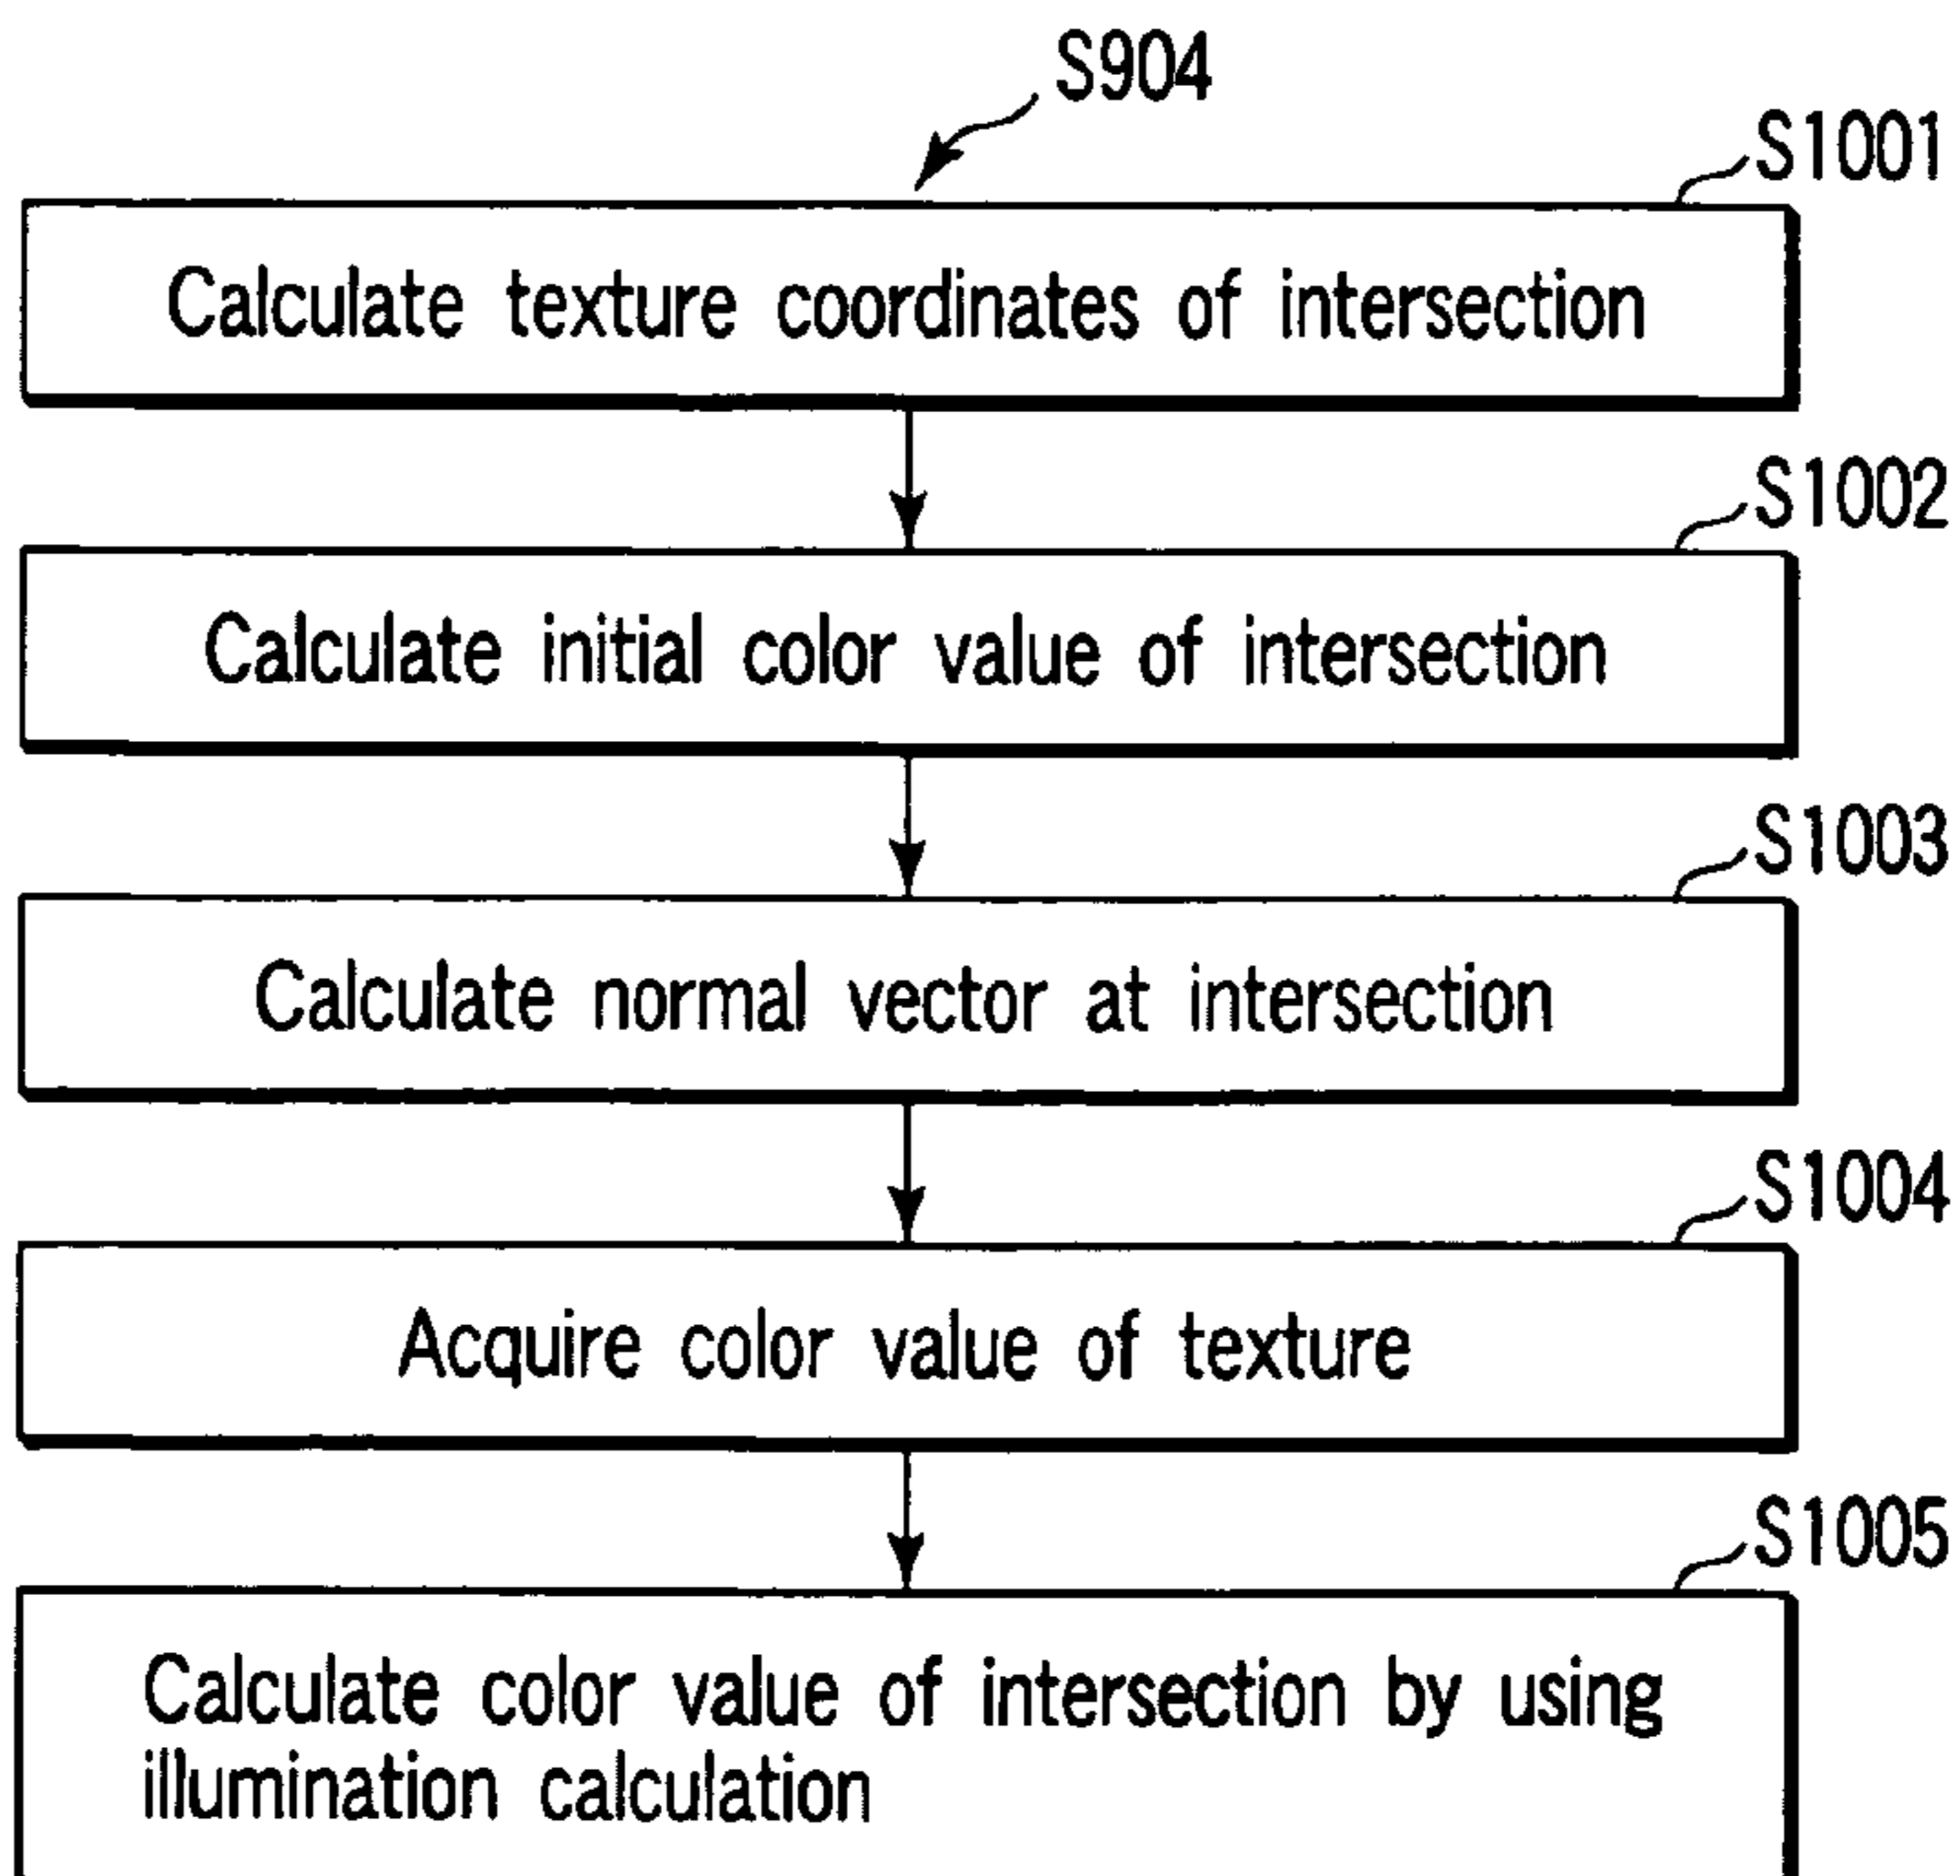 S904
S1001
Calculate texture coordinates of intersection
S1002
Calculate initial color value of intersection
S1003
Calculate normal vector at intersection
S1004
Acquire color value of texture
S1005
Calculate color value of intersection by using
illumination calculation